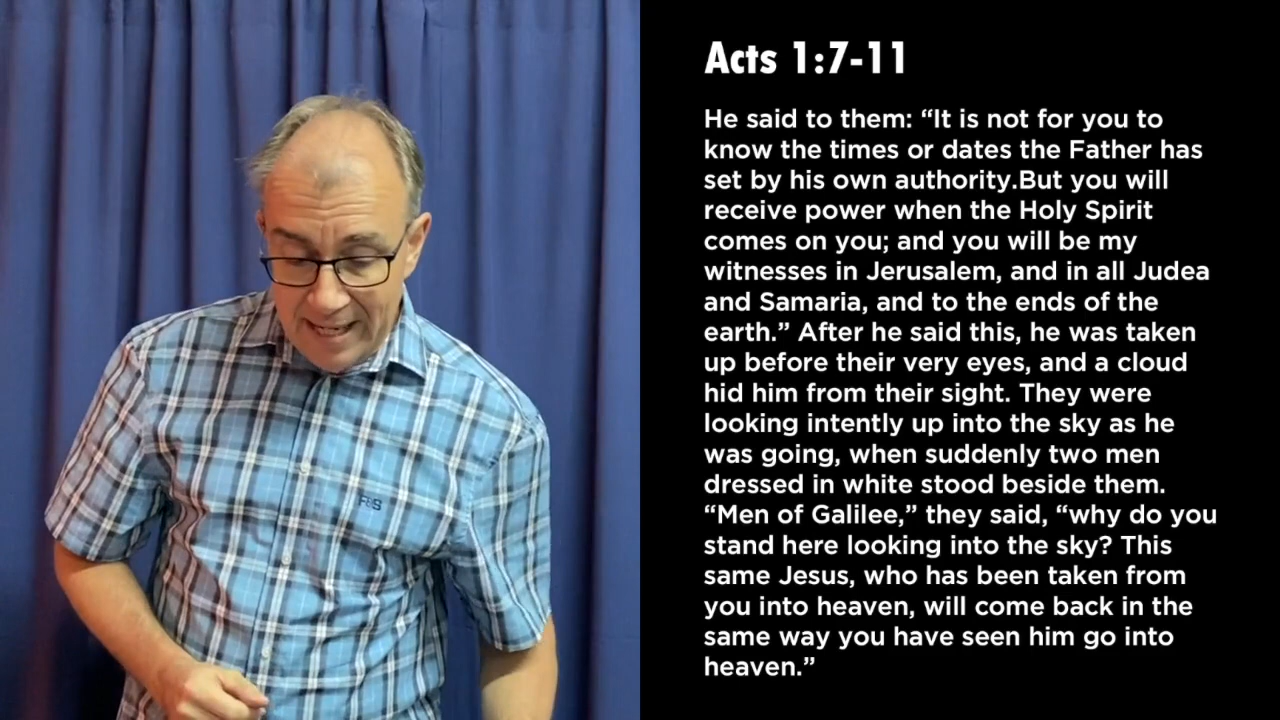 Acts 1:7-11
He said to them: “It is not for you to
know the times or dates the Father has
set by his own authority.But you will
receive power when the Holy Spirit
comes on you; and you will be my
witnesses in Jerusalem, and in all Judea
and Samaria, and to the ends of the
earth.” After he said this, he was taken
up before their very eyes, and a cloud
hid him from their sight. They were
looking intently up into the sky as he
was going, when suddenly two men
dressed in white stood beside them.
“Men of Galilee,” they said, “why do you
stand here looking into the sky? This
same Jesus, who has been taken from
you into heaven, will come back in the
same way you have seen him go into
heaven.”